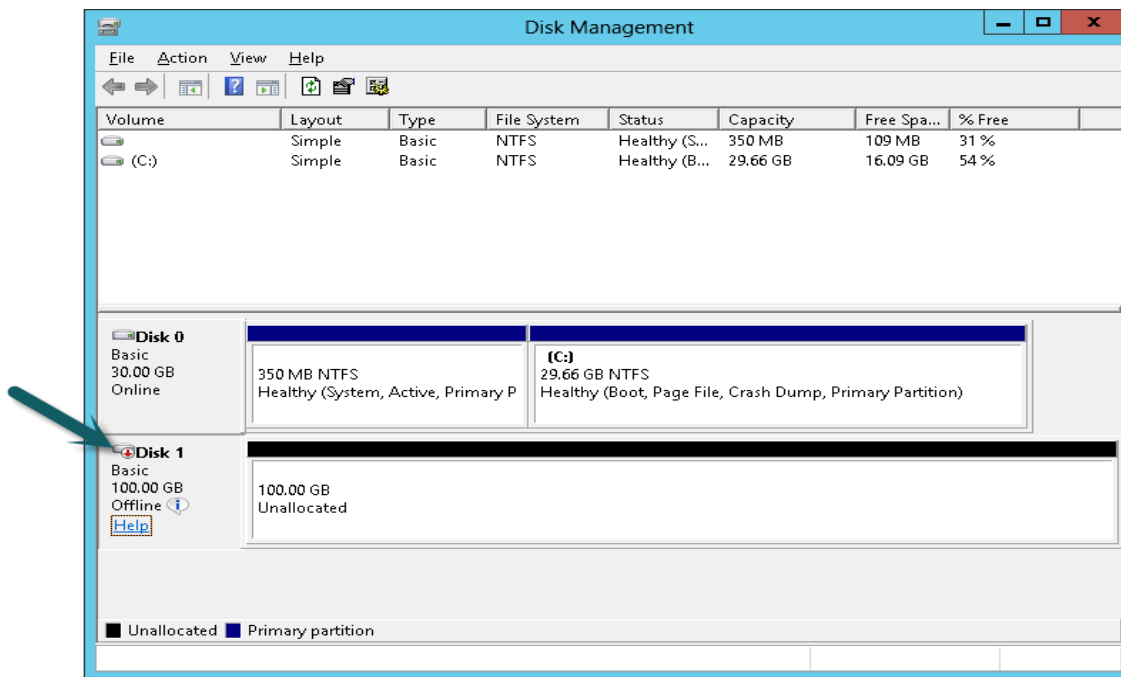 Disk Management
File Action View Help
Volume Layout Type File System Status Capacity Free Spa... % Free
Simple Basic NTFS Healthy (S... 350 MB 109 MB 31 %
(C:) Simple Basic NTFS Healthy (B... 29.66 GB 16.09 GB 54 %
Disk 0
Basic
30.00 GB
Online
350 MB NTFS
Healthy (System, Active, Primary P
(C:)
29.66 GB NTFS
Healthy (Boot, Page File, Crash Dump, Primary Partition)
Disk 1
Basic
100.00 GB
Offline
Help
100.00 GB
Unallocated
Unallocated Primary partition